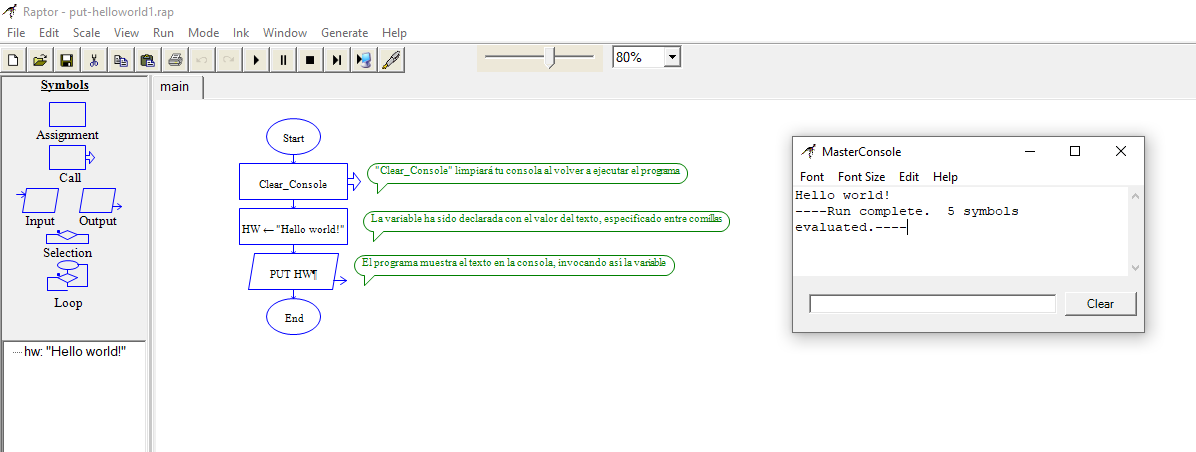 Raptor - put-helloworld1.rap
File Edit Scale View Run Mode Ink Window Generate Help
80%
Symbols
Assignment
Call
Input Output
Selection
Loop
hw: "Hello world!"
main
Start
Clear_Console
"Clear_Console" limpiará tu consola al volver a ejecutar el programa
HW ← "Hello world!"
La variable ha sido declarada con el valor del texto, especificado entre comillas
PUT HW¶
El programa muestra el texto en la consola, invocando así la variable
End
MasterConsole
Font Font Size Edit Help
Hello world!
----Run complete.  5 symbols
evaluated.----
Clear